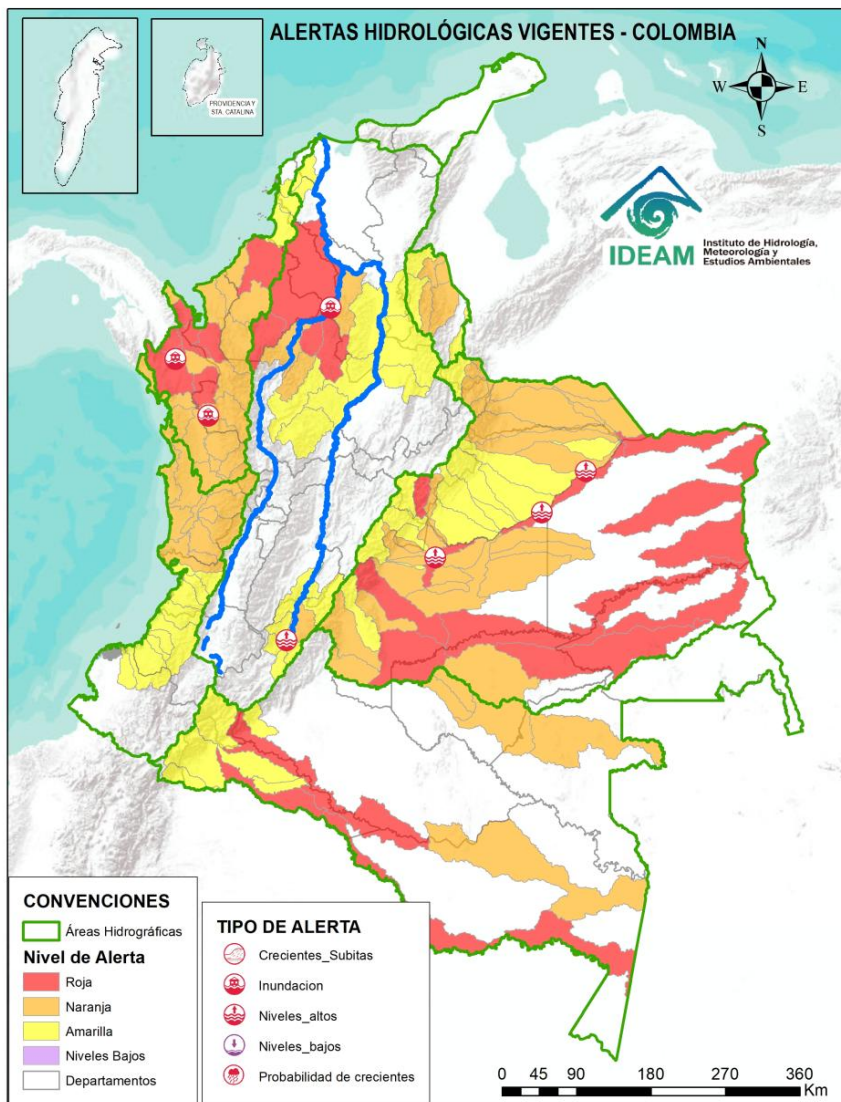 ALERTAS HIDROLÓGICAS VIGENTES - COLOMBIA
PROVIDENCIA Y
STA. CATALINA
N
W
E
S
IDEAM
Instituto de Hidrología,
Meteorología y
Estudios Ambientales
CONVENCIONES
Áreas Hidrográficas
Nivel de Alerta
Roja
Naranja
Amarilla
Niveles Bajos
Departamentos
TIPO DE ALERTA
Crecientes_Subitas
Inundacion
Niveles_altos
Niveles_bajos
Probabilidad de crecientes
0 45 90 180 270 360
Km